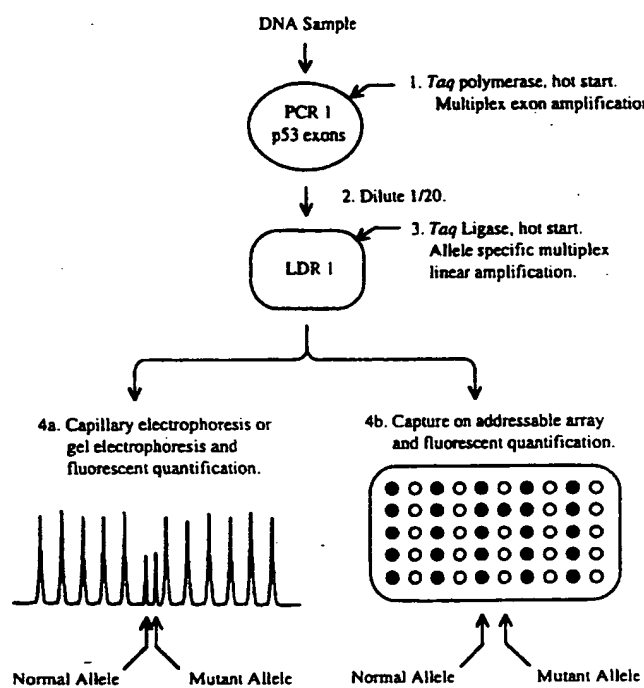 DNA Sample
1. Taq polymerase, hot start.
Multiplex exon amplification
PCR 1
p53 exons
2. Dilute 1/20.
3. Taq Ligase, hot start.
Allele specific multiplex
linear amplification.
LDR 1
4a. Capillary electrophoresis or
gel electrophoresis and
fluorescent quantification.
4b. Capture on addressable array
and fluorescent quantification.
Normal Allele
Mutant Allele
Normal Allele
Mutant Allele